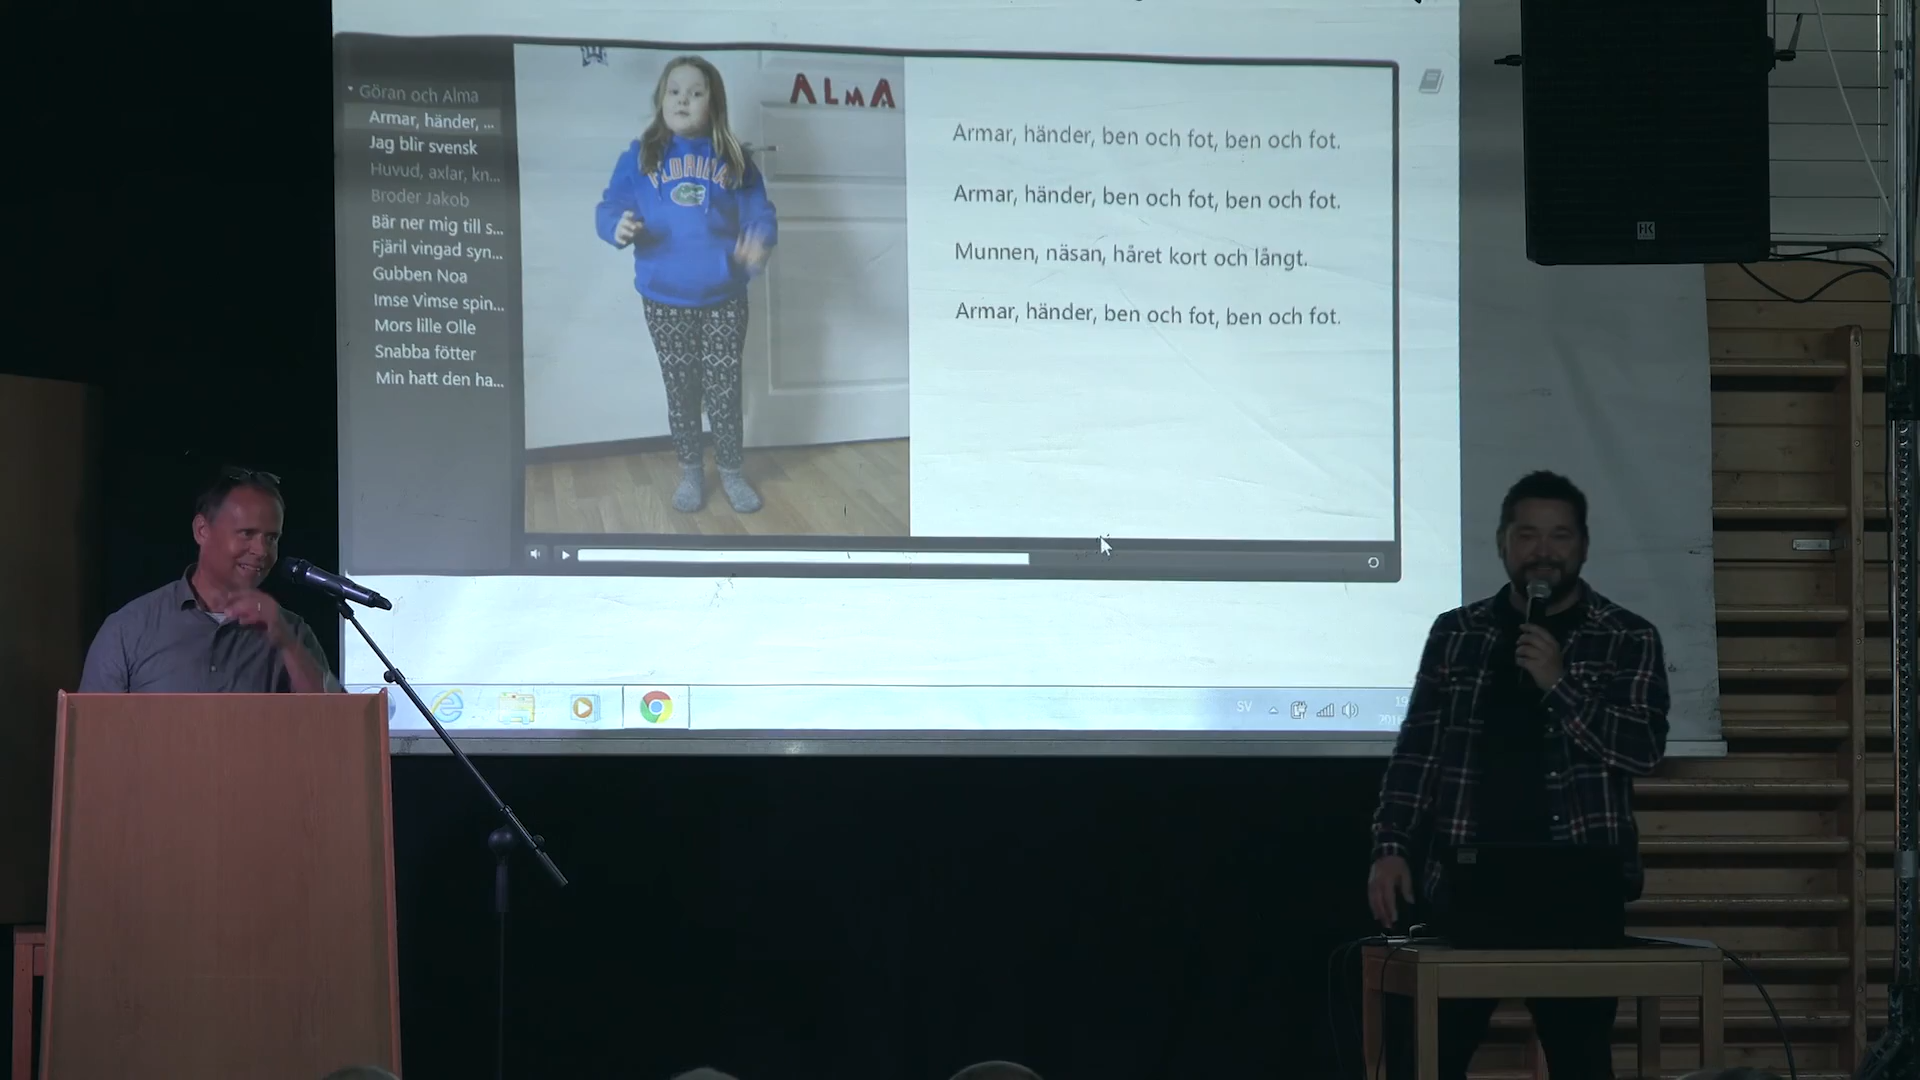 Göran och Alma
Armar, händer, ...
Jag blir svensk
Huvud, axlar, kn...
Broder Jakob
Bär ner mig till s...
Fjäril vingad syn...
Gubben Noa
Imse Vimse spin...
Mors lille Olle
Snabba fötter
Min hatt den ha...
ALMA
FLORIDA
Armar, händer, ben och fot, ben och fot.
Armar, händer, ben och fot, ben och fot.
Munnen, näsan, håret kort och långt.
Armar, händer, ben och fot, ben och fot.
SV
HK